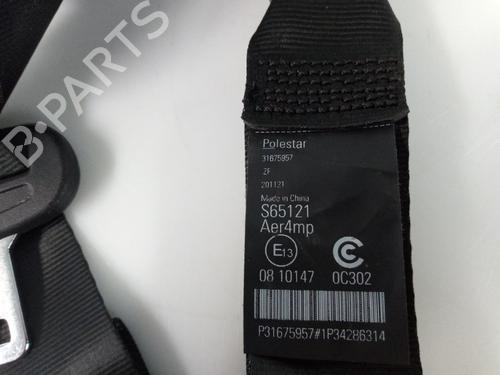 Polestar
31675957
ZF
201121
Made in China
S65121
Aer4mp
E13
08 10147 0C302
P31675957#1P34286314
B-PARTS